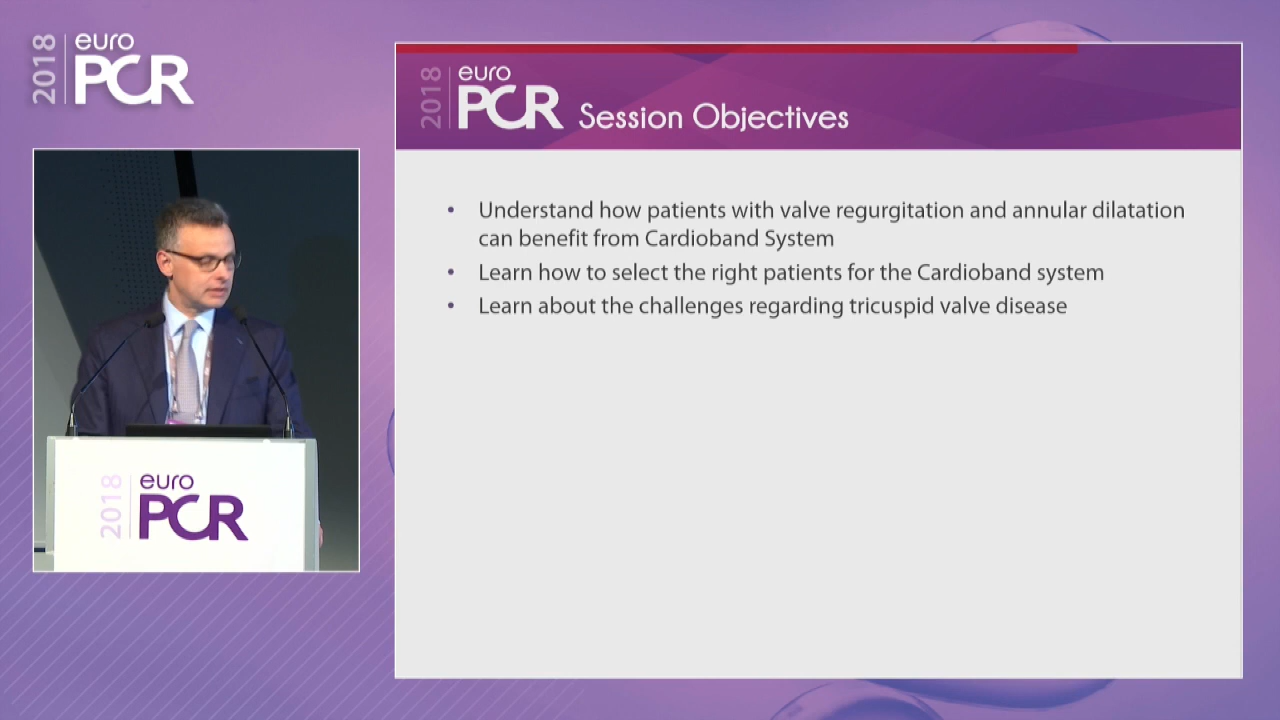 2018
euro
PCR
2018
euro
PCR
Session Objectives
• Understand how patients with valve regurgitation and annular dilatation
can benefit from Cardioband System
• Learn how to select the right patients for the Cardioband system
• Learn about the challenges regarding tricuspid valve disease
2018
euro
PCR